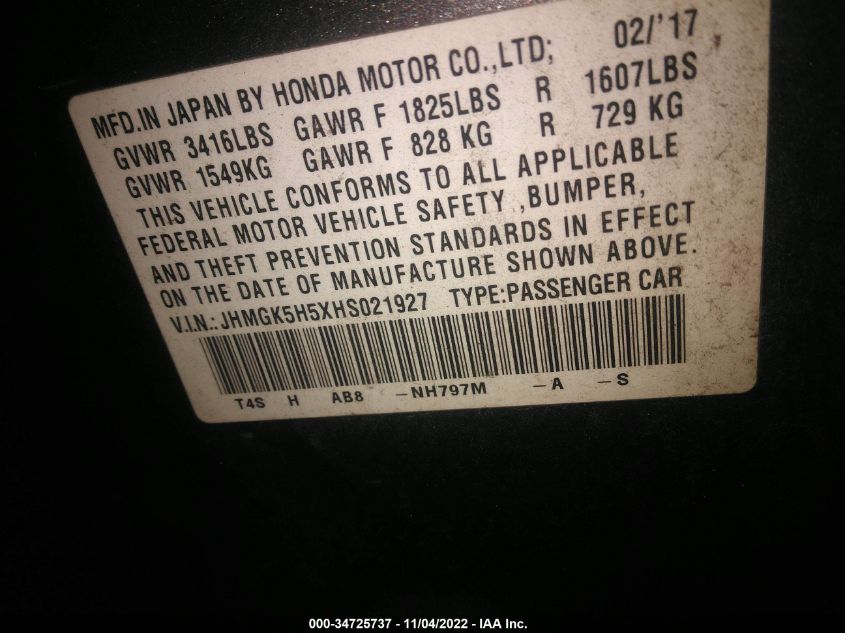 MFD.IN JAPAN BY HONDA MOTOR CO.,LTD; 02/'17
GVWR 3416LBS GAWR F 1825LBS R 1607LBS
GVWR 1549KG GAWR F 828 KG R 729 KG
THIS VEHICLE CONFORMS TO ALL APPLICABLE
FEDERAL MOTOR VEHICLE SAFETY ,BUMPER,
AND THEFT PREVENTION STANDARDS IN EFFECT
ON THE DATE OF MANUFACTURE SHOWN ABOVE.
V.I.N.: JHMGK5H5XHS021927 TYPE:PASSENGER CAR
T4S H AB8 -NH797M -A -S
000-34725737 - 11/04/2022 - IAA Inc.